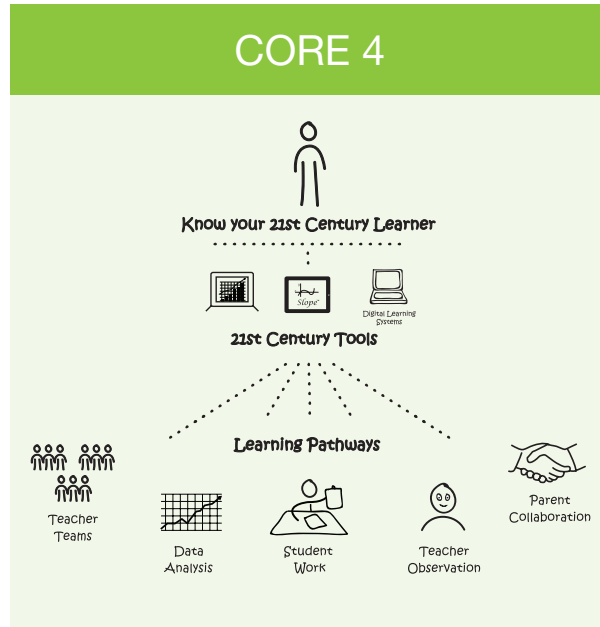 CORE 4
Know your 21st Century Learner
Slope
Digital Learning
Systems
21st Century Tools
Learning Pathways
Teacher
Teams
Data
Analysis
Student
Work
Teacher
Observation
Parent
Collaboration